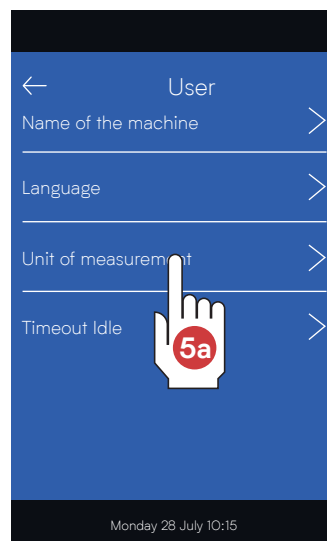 User
Name of the machine
Language
Unit of measurement
Timeout Idle
5a
Monday 28 July 10:15